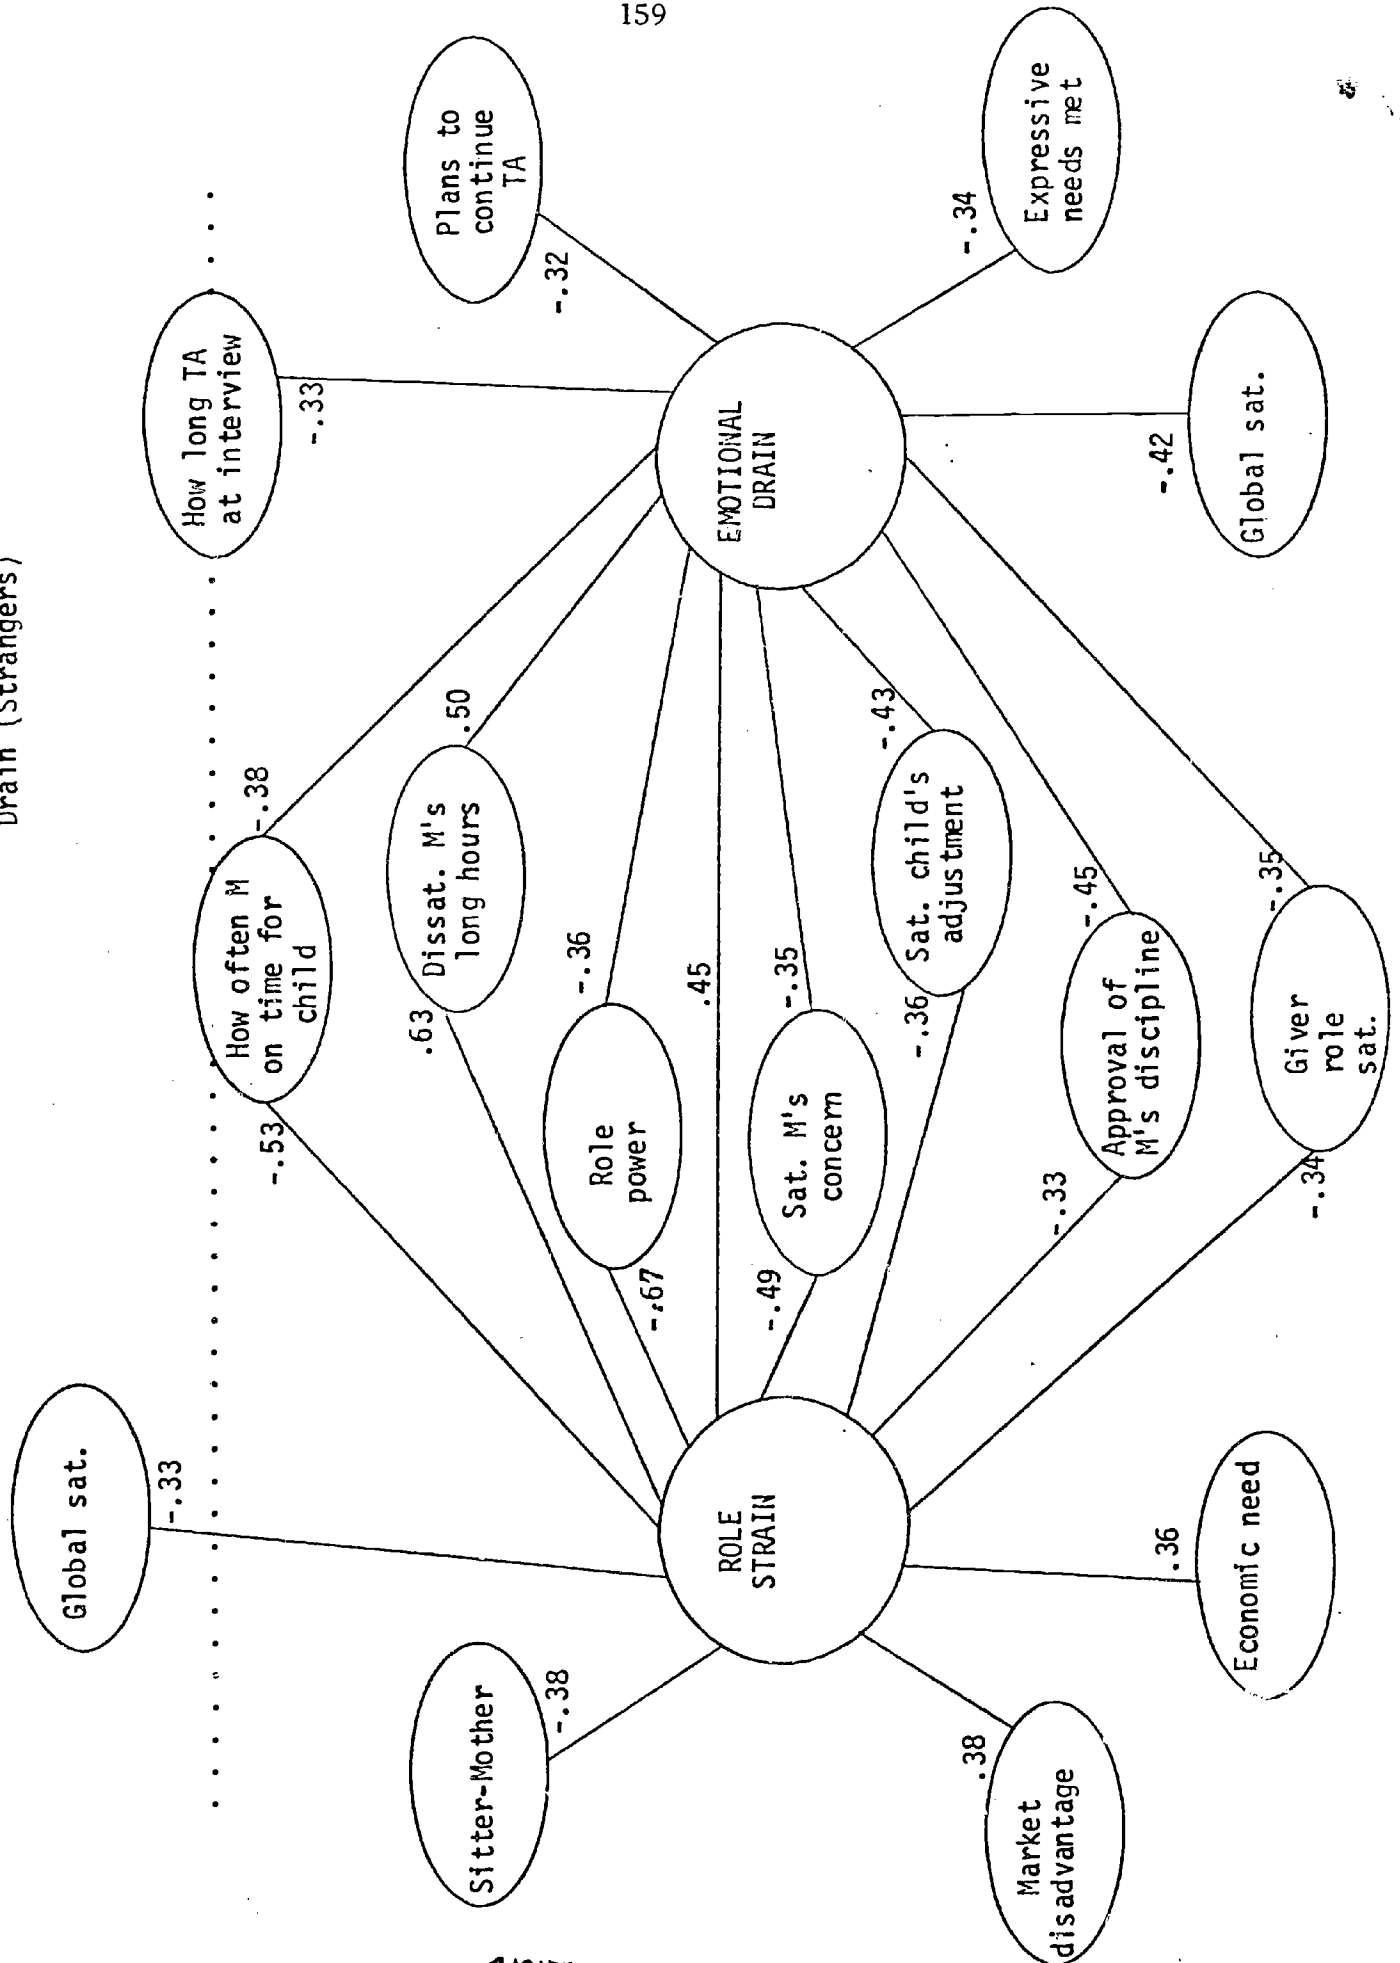 159
Drain (Strangers)
Global sat.
-.33
How long TA
at interview
-.33
Sitter-Mother
-.38
How often M
on time for
child
-.53
-.38
Plans to
continue
TA
-.32
Dissat. M's
long hours
.63
.50
Role
power
-.67
-.36
ROLE
STRAIN
.45
EMOTIONAL
DRAIN
Sat. M's
concern
-.49
-.35
Sat. child's
adjustment
-.36
-.43
Market
disadvantage
.38
Approval of
M's discipline
-.33
-.45
Expressive
needs met
-.34
Economic need
.36
Giver
role
sat.
-.34
-.35
Global sat.
-.42